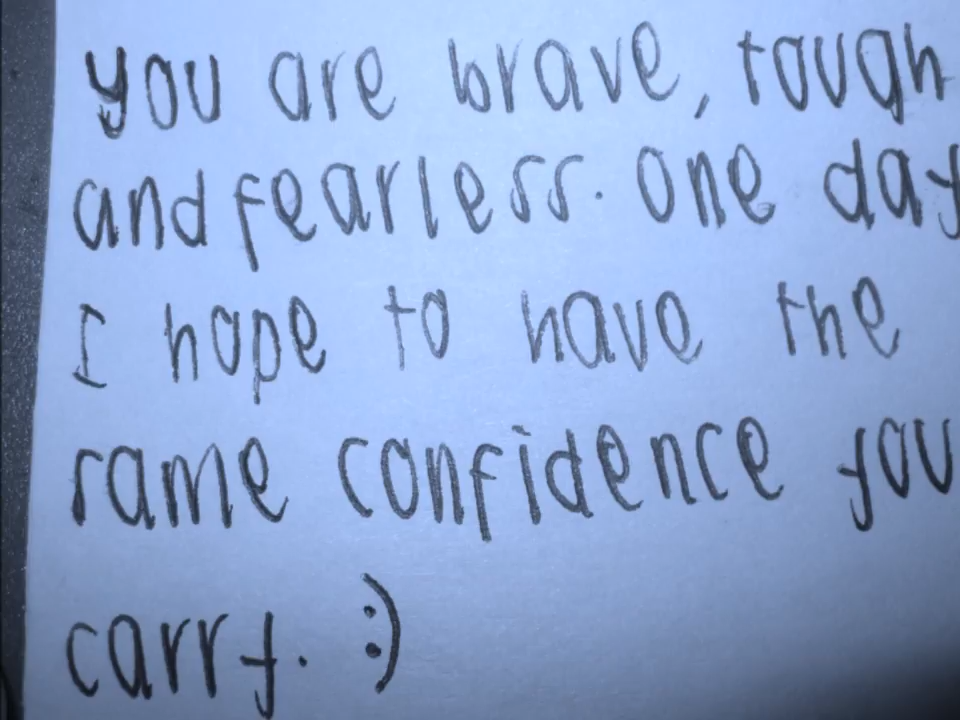 you are brave, tough
and fearless. One day
I hope to have the
same confidence you
carry. :)